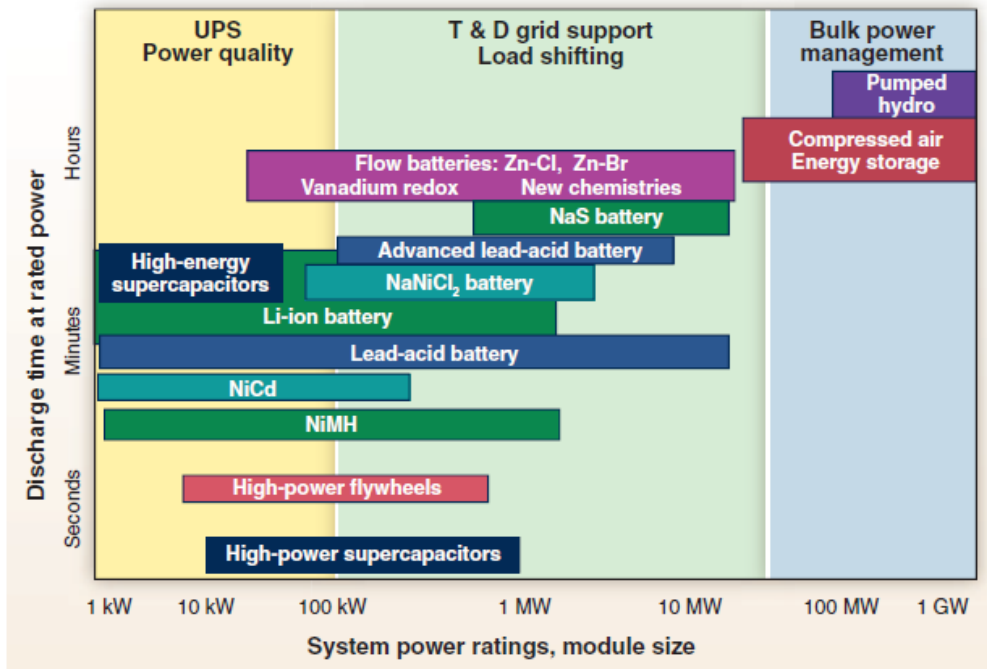 UPS
Power quality
T & D grid support
Load shifting
Bulk power
management
Pumped
hydro
Compressed air
Energy storage
Flow batteries: Zn-Cl, Zn-Br
Vanadium redox New chemistries
NaS battery
Advanced lead-acid battery
High-energy
supercapacitors
NaNiCl₂ battery
Li-ion battery
Lead-acid battery
NiCd
NiMH
High-power flywheels
High-power supercapacitors
Discharge time at rated power
Hours
Minutes
Seconds
1 kW 10 kW 100 kW 1 MW 10 MW 100 MW 1 GW
System power ratings, module size